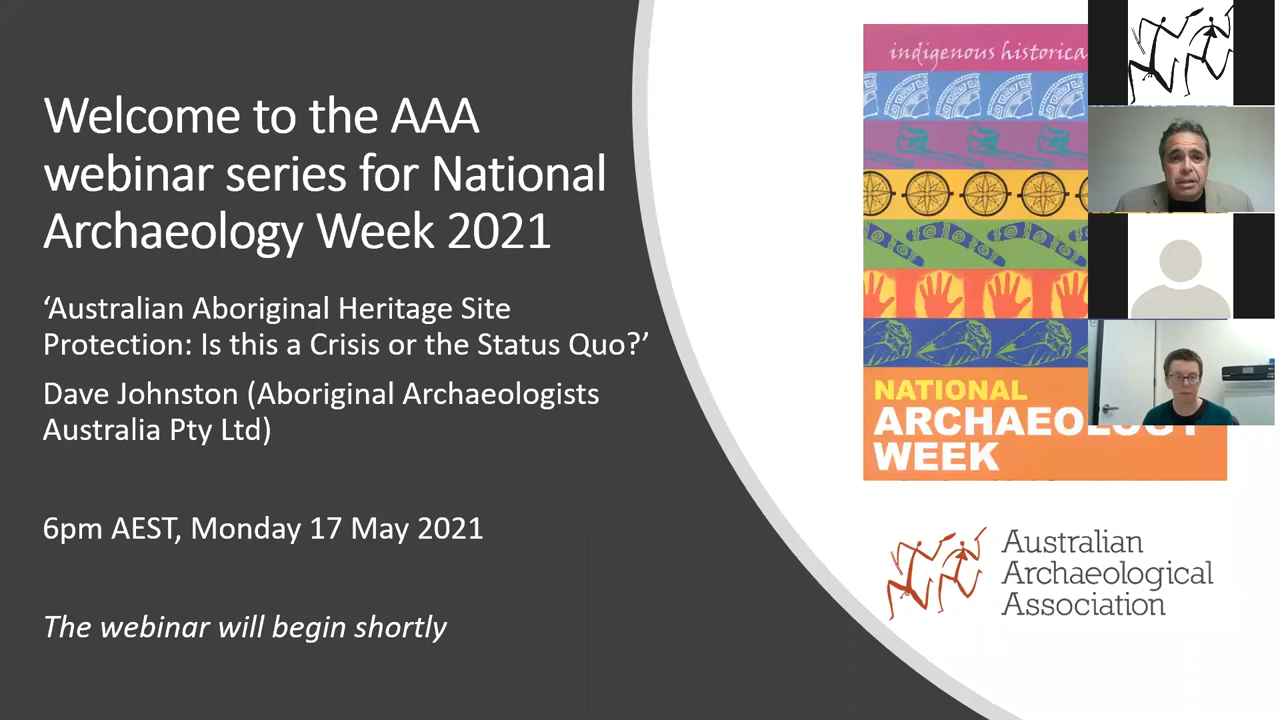 Welcome to the AAA
webinar series for National
Archaeology Week 2021
‘Australian Aboriginal Heritage Site
Protection: Is this a Crisis or the Status Quo?’
Dave Johnston (Aboriginal Archaeologists
Australia Pty Ltd)
6pm AEST, Monday 17 May 2021
The webinar will begin shortly
indigenous historica
NATIONAL
ARCHAEOLOGY
WEEK
Australian
Archaeological
Association